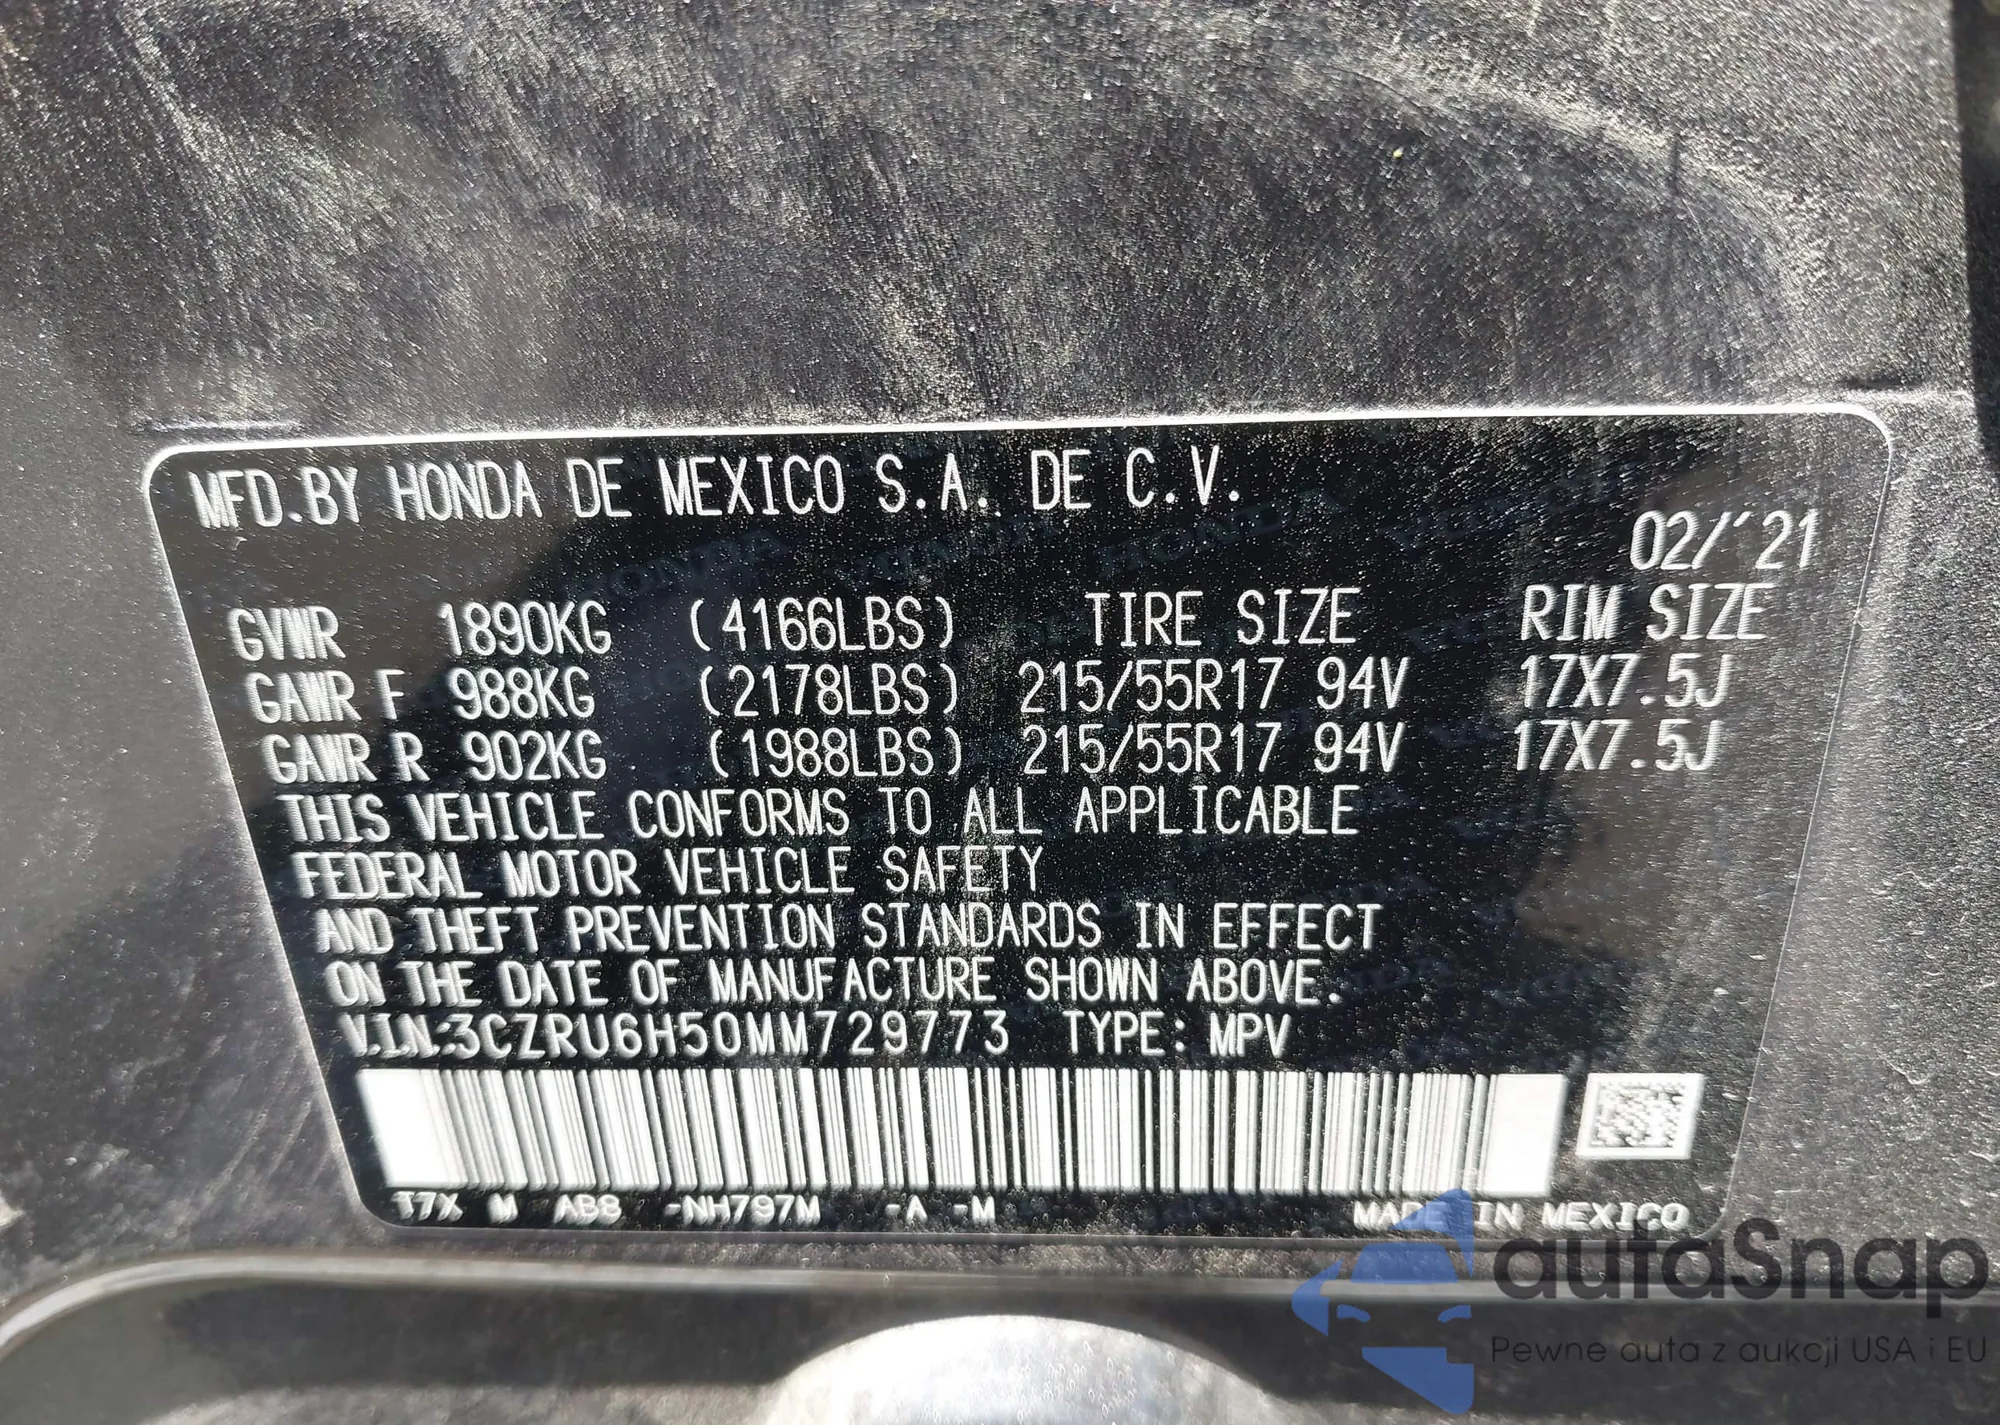 MFD.BY HONDA DE MEXICO S.A. DE C.V.
02/'21
GVWR 1890KG (4166LBS) TIRE SIZE RIM SIZE
GAWR F 988KG (2178LBS) 215/55R17 94V 17X7.5J
GAWR R 902KG (1988LBS) 215/55R17 94V 17X7.5J
THIS VEHICLE CONFORMS TO ALL APPLICABLE
FEDERAL MOTOR VEHICLE SAFETY
AND THEFT PREVENTION STANDARDS IN EFFECT
ON THE DATE OF MANUFACTURE SHOWN ABOVE.
V.I.N:3CZRU6H50MM729773 TYPE: MPV
T7X M AB8 -NH797M -A -M MADE IN MEXICO
autaSnap
Pewne auta z aukcji USA i EU